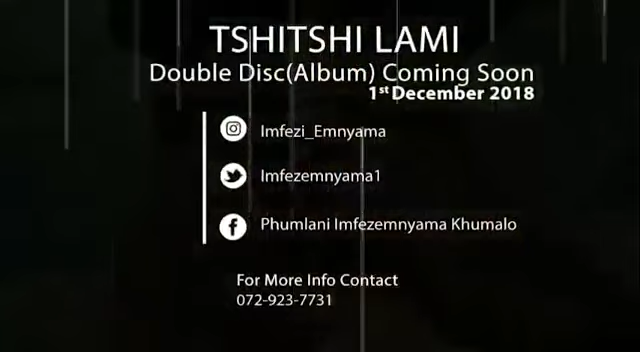 TSHITSHI LAMI
Double Disc(Album) Coming Soon
1st December 2018
Imfezi_Emnyama
Imfezemnyama1
Phumlani Imfezemnyama Khumalo
For More Info Contact
072-923-7731